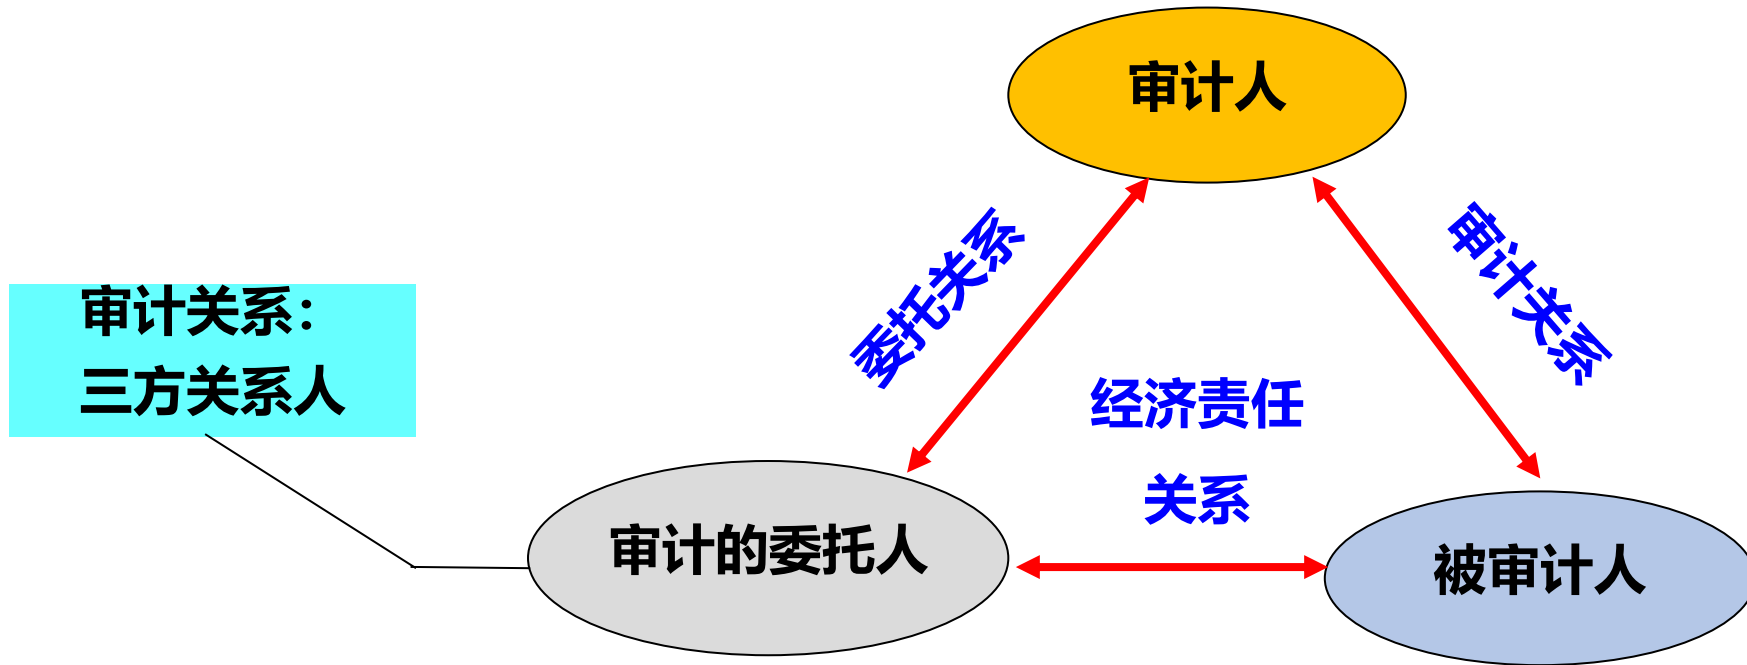 审计人
委托关系
审计关系
审计关系：
三方关系人
经济责任
关系
审计的委托人
被审计人